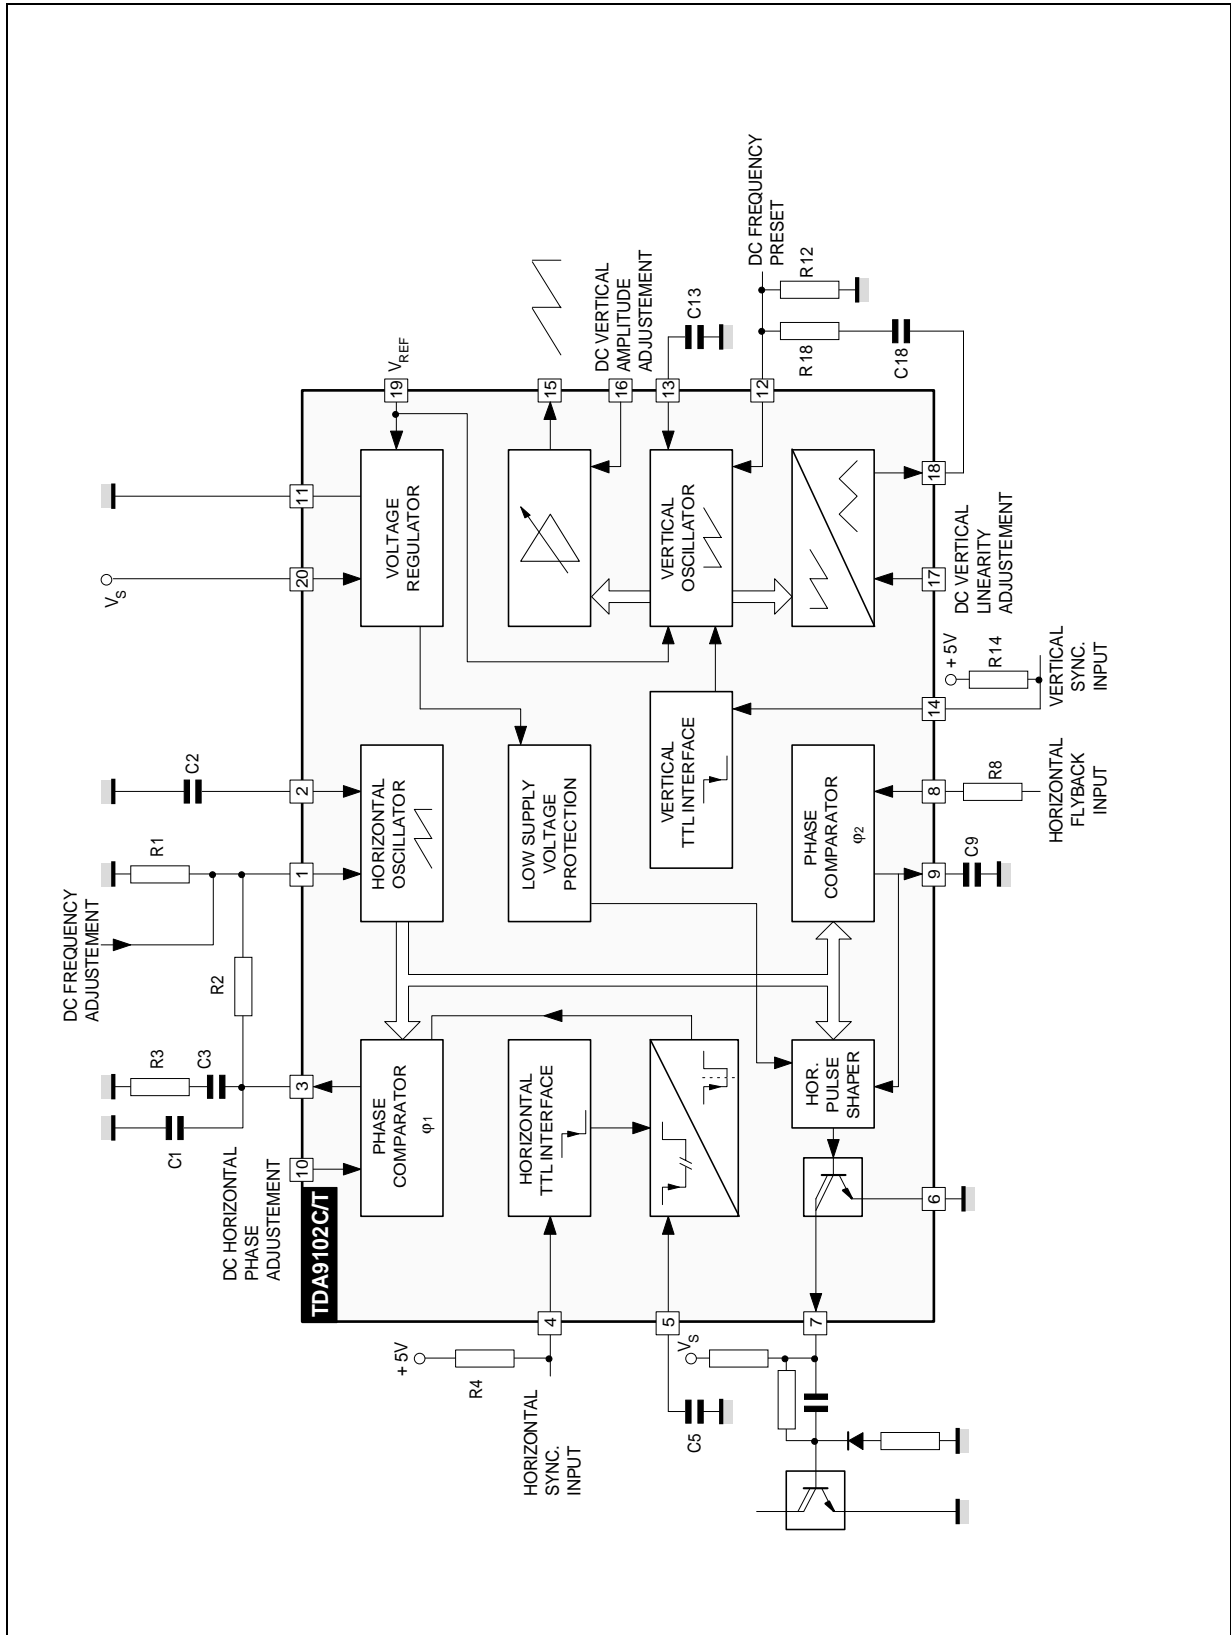 DC HORIZONTAL
PHASE
ADJUSTEMENT
C1
R3
C3
R2
DC FREQUENCY
ADJUSTEMENT
R1
C2
VS
TDA9102C/T
10
3
1
2
20
11
PHASE
COMPARATOR
φ1
HORIZONTAL
OSCILLATOR
VOLTAGE
REGULATOR
19
VREF
+ 5V
R4
HORIZONTAL
SYNC.
INPUT
4
HORIZONTAL
TTL INTERFACE
LOW SUPPLY
VOLTAGE
PROTECTION
15
16
DC VERTICAL
AMPLITUDE
ADJUSTEMENT
C5
5
VERTICAL
TTL INTERFACE
VERTICAL
OSCILLATOR
13
C13
12
DC FREQUENCY
PRESET
R12
R18
C18
VS
7
HOR.
PULSE
SHAPER
PHASE
COMPARATOR
φ2
6
9
8
14
17
18
C9
R8
HORIZONTAL
FLYBACK
INPUT
+ 5V
R14
VERTICAL
SYNC.
INPUT
DC VERTICAL
LINEARITY
ADJUSTEMENT